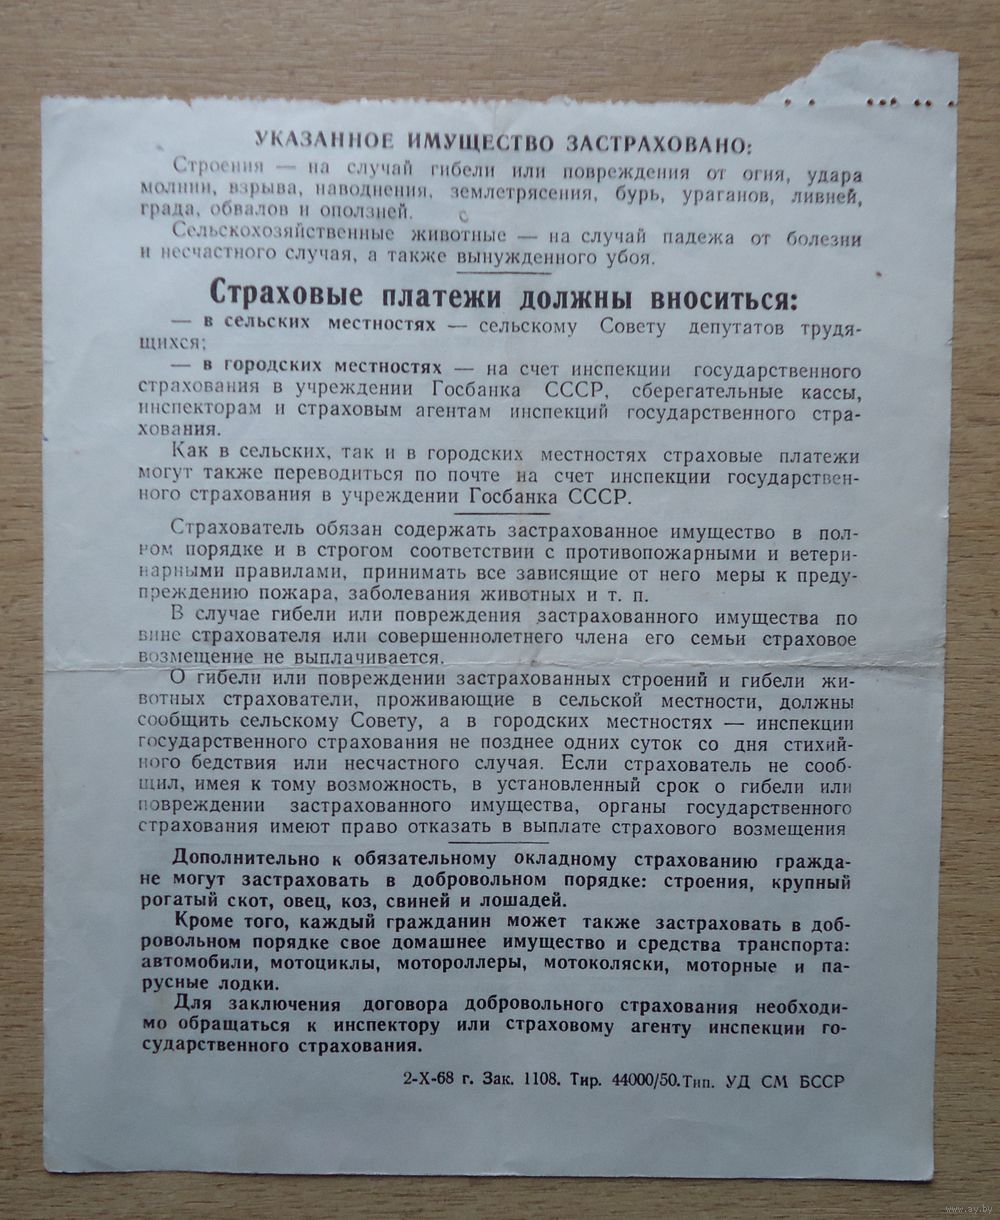 УКАЗАННОЕ ИМУЩЕСТВО ЗАСТРАХОВАНО:
Строения — на случай гибели или повреждения от огня, удара
молнии, взрыва, наводнения, землетрясения, бурь, ураганов, ливней,
града, обвалов и оползней.
Сельскохозяйственные животные — на случай падежа от болезни
и несчастного случая, а также вынужденного убоя.
Страховые платежи должны вноситься:
— в сельских местностях — сельскому Совету депутатов трудя-
щихся;
— в городских местностях — на счет инспекции государственного
страхования в учреждении Госбанка СССР, сберегательные кассы,
инспекторам и страховым агентам инспекций государственного стра-
хования.
Как в сельских, так и в городских местностях страховые платежи
могут также переводиться по почте на счет инспекции государствен-
ного страхования в учреждении Госбанка СССР.
Страхователь обязан содержать застрахованное имущество в пол-
ном порядке и в строгом соответствии с противопожарными и ветери-
нарными правилами, принимать все зависящие от него меры к преду-
преждению пожара, заболевания животных и т. п.
В случае гибели или повреждения застрахованного имущества по
вине страхователя или совершеннолетнего члена его семьи страховое
возмещение не выплачивается.
О гибели или повреждении застрахованных строений и гибели жи-
вотных страхователи, проживающие в сельской местности, должны
сообщить сельскому Совету, а в городских местностях — инспекции
государственного страхования не позднее одних суток со дня стихий-
ного бедствия или несчастного случая. Если страхователь не сооб-
щил, имея к тому возможность, в установленный срок о гибели или
повреждении застрахованного имущества, органы государственного
страхования имеют право отказать в выплате страхового возмещения
Дополнительно к обязательному окладному страхованию гражда-
не могут застраховать в добровольном порядке: строения, крупный
рогатый скот, овец, коз, свиней и лошадей.
Кроме того, каждый гражданин может также застраховать в доб-
ровольном порядке свое домашнее имущество и средства транспорта:
автомобили, мотоциклы, мотороллеры, мотоколяски, моторные и па-
русные лодки.
Для заключения договора добровольного страхования необходи-
мо обращаться к инспектору или страховому агенту инспекции го-
сударственного страхования.
2-X-68 г. Зак. 1108. Тир. 44000/50. Тип. УД СМ БССР
www.ay.by